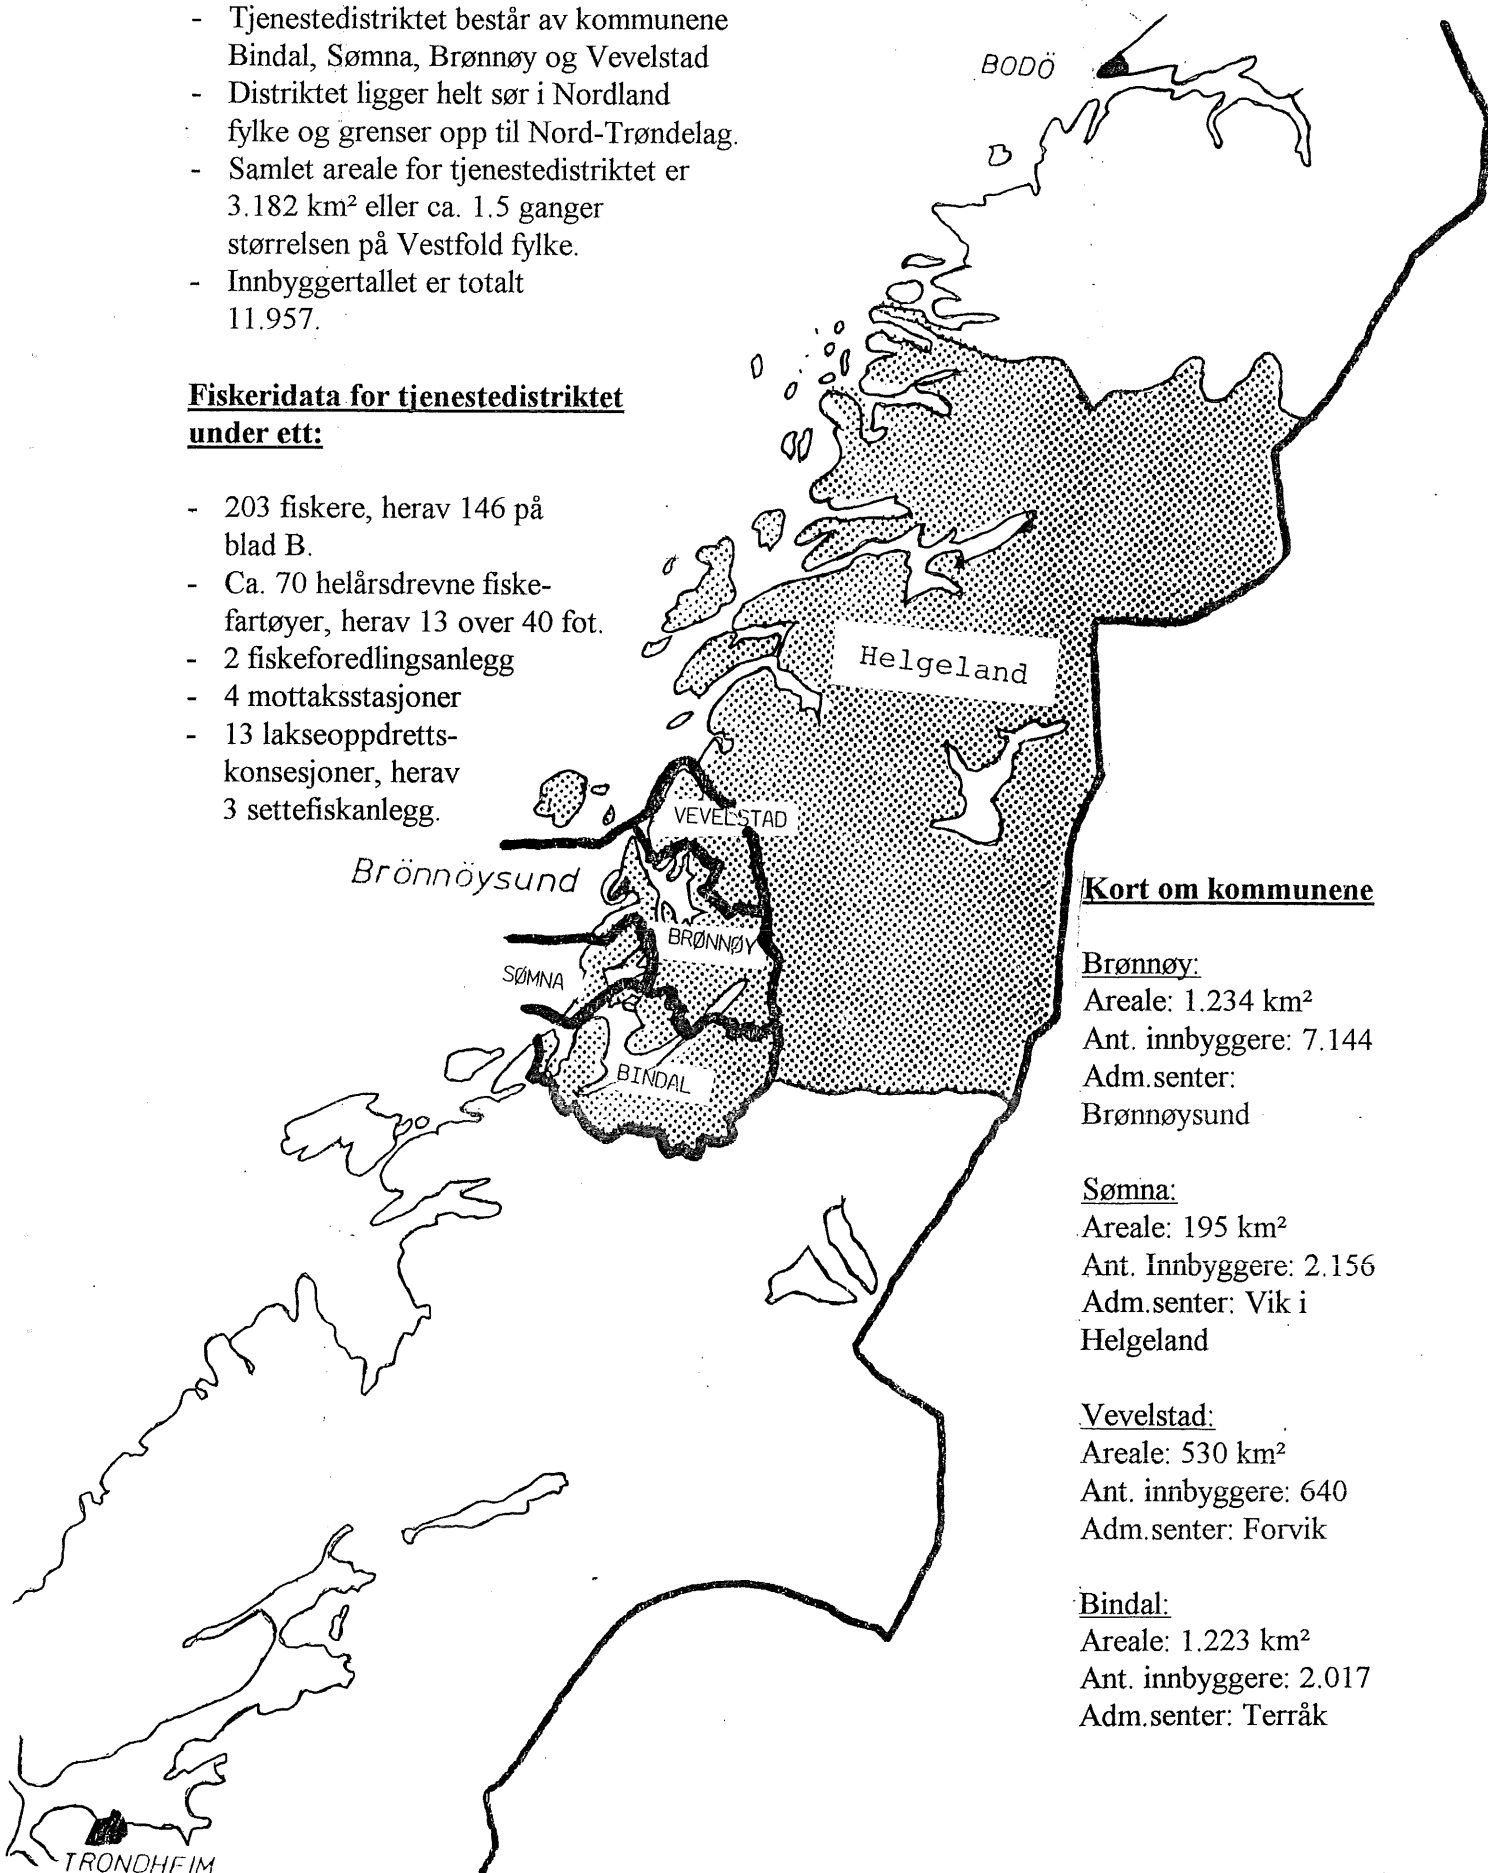 - Tjenestedistriktet består av kommunene
Bindal, Sømna, Brønnøy og Vevelstad
- Distriktet ligger helt sør i Nordland
fylke og grenser opp til Nord-Trøndelag.
- Samlet areale for tjenestedistriktet er
3.182 km² eller ca. 1.5 ganger
størrelsen på Vestfold fylke.
- Innbyggertallet er totalt
11.957.
Fiskeridata for tjenestedistriktet
under ett:
- 203 fiskere, herav 146 på
blad B.
- Ca. 70 helårsdrevne fiske-
fartøyer, herav 13 over 40 fot.
- 2 fiskeforedlingsanlegg
- 4 mottaksstasjoner
- 13 lakseoppdretts-
konsesjoner, herav
3 settefiskanlegg.
BODÖ
Helgeland
VEVELSTAD
Brönnöysund
BRØNNØY
SØMNA
BINDAL
TRONDHEIM
Kort om kommunene
Brønnøy:
Areale: 1.234 km²
Ant. innbyggere: 7.144
Adm.senter:
Brønnøysund
Sømna:
Areale: 195 km²
Ant. Innbyggere: 2.156
Adm.senter: Vik i
Helgeland
Vevelstad:
Areale: 530 km²
Ant. innbyggere: 640
Adm.senter: Forvik
Bindal:
Areale: 1.223 km²
Ant. innbyggere: 2.017
Adm.senter: Terråk